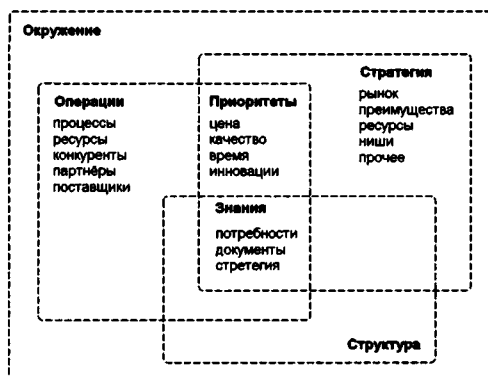 Окружение
Стратегия
рынок
преимущества
ресурсы
ниши
прочее
Операции
процессы
ресурсы
конкуренты
партнёры
поставщики
Приоритеты
цена
качество
время
инновации
Знания
потребности
документы
стретегия
Структура